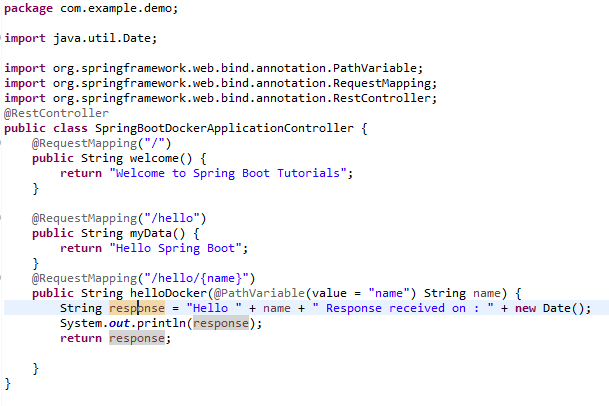 package com.example.demo;
import java.util.Date;
import org.springframework.web.bind.annotation.PathVariable;
import org.springframework.web.bind.annotation.RequestMapping;
import org.springframework.web.bind.annotation.RestController;
@RestController
public class SpringBootDockerApplicationController {
@RequestMapping("/")
public String welcome() {
return "Welcome to Spring Boot Tutorials";
}
@RequestMapping("/hello")
public String myData() {
return "Hello Spring Boot";
}
@RequestMapping("/hello/{name}")
public String helloDocker(@PathVariable(value = "name") String name) {
String response = "Hello " + name + " Response received on : " + new Date();
System.out.println(response);
return response;
}
}